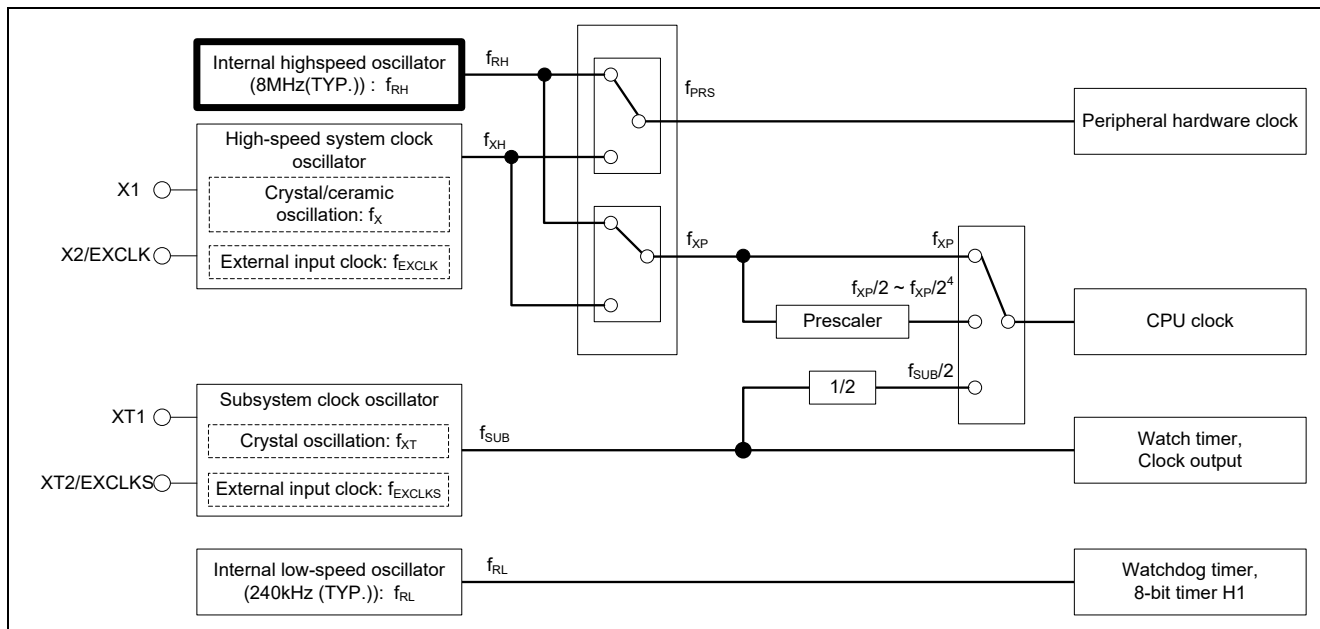 Internal highspeed oscillator
(8MHz(TYP.)) : fRH
fRH
fPRS
Peripheral hardware clock
High-speed system clock
oscillator
fXH
X1
Crystal/ceramic
oscillation: fX
X2/EXCLK
External input clock: fEXCLK
fXP
fXP
fXP/2 ~ fXP/2⁴
Prescaler
CPU clock
fSUB/2
1/2
XT1
Subsystem clock oscillator
Crystal oscillation: fXT
fSUB
Watch timer,
Clock output
XT2/EXCLKS
External input clock: fEXCLKS
Internal low-speed oscillator
(240kHz (TYP.)): fRL
fRL
Watchdog timer,
8-bit timer H1